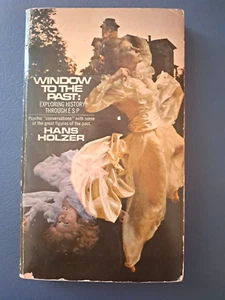 WINDOW
TO THE
PAST:
EXPLORING HISTORY
THROUGH E S P
Psychic "conversations," with some
of the great figures of the past.
HANS
HOLZER